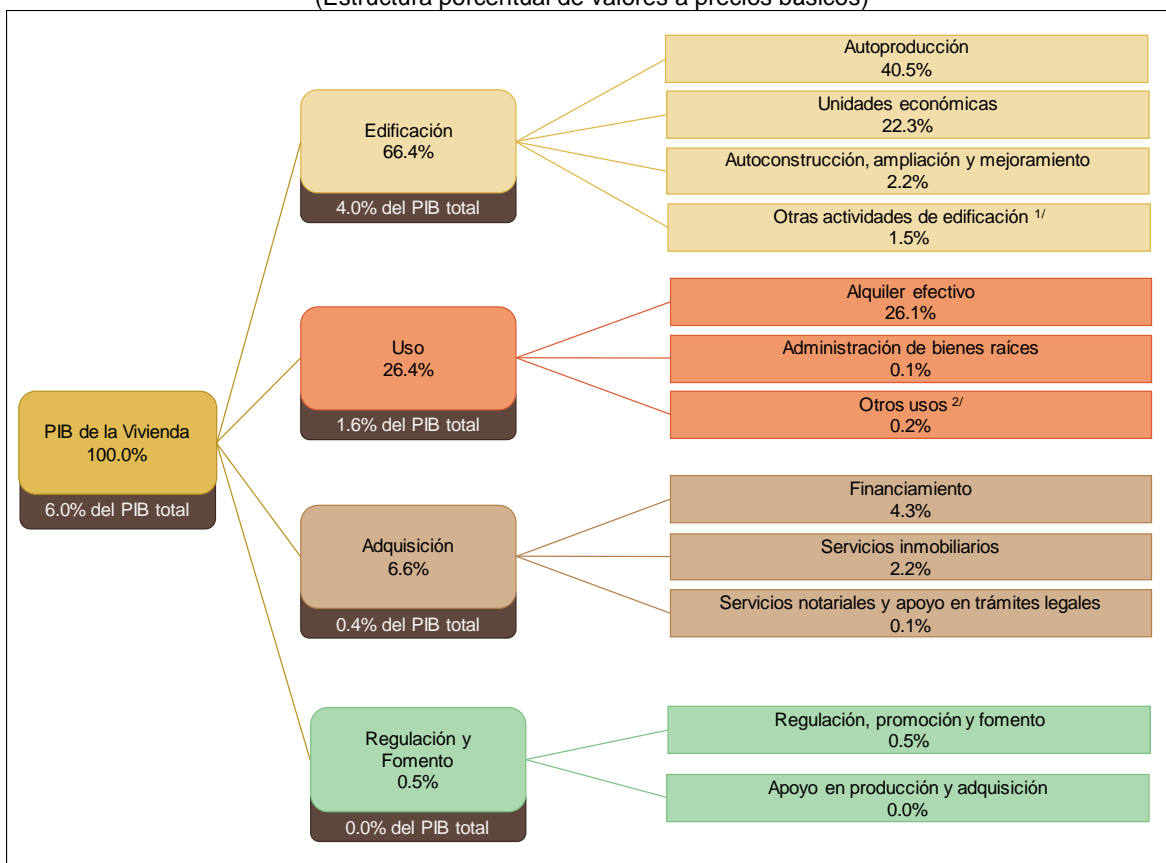 (Estructura porcentual de valores a precios básicos)
PIB de la Vivienda
100.0%
6.0% del PIB total
Edificación
66.4%
4.0% del PIB total
Autoproducción
40.5%
Unidades económicas
22.3%
Autoconstrucción, ampliación y mejoramiento
2.2%
Otras actividades de edificación 1/
1.5%
Uso
26.4%
1.6% del PIB total
Alquiler efectivo
26.1%
Administración de bienes raíces
0.1%
Otros usos 2/
0.2%
Adquisición
6.6%
0.4% del PIB total
Financiamiento
4.3%
Servicios inmobiliarios
2.2%
Servicios notariales y apoyo en trámites legales
0.1%
Regulación y
Fomento
0.5%
0.0% del PIB total
Regulación, promoción y fomento
0.5%
Apoyo en producción y adquisición
0.0%